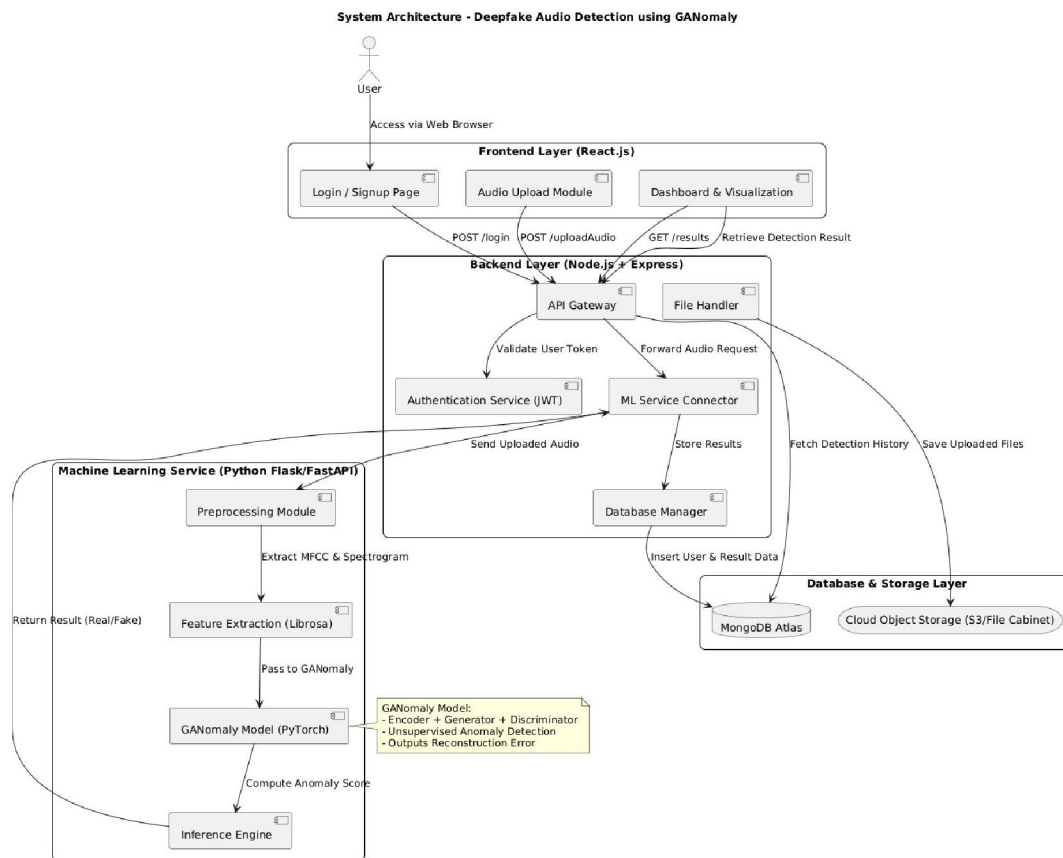 System Architecture - Deepfake Audio Detection using GANomaly
User
Access via Web Browser
Frontend Layer (React.js)
Login / Signup Page
Audio Upload Module
Dashboard & Visualization
POST /login
POST /uploadAudio
GET /results
Retrieve Detection Result
Backend Layer (Node.js + Express)
API Gateway
File Handler
Validate User Token
Forward Audio Request
Authentication Service (JWT)
ML Service Connector
Send Uploaded Audio
Store Results
Fetch Detection History
Save Uploaded Files
Machine Learning Service (Python Flask/FastAPI)
Preprocessing Module
Database Manager
Extract MFCC & Spectrogram
Insert User & Result Data
Database & Storage Layer
Return Result (Real/Fake)
Feature Extraction (Librosa)
MongoDB Atlas
Cloud Object Storage (S3/File Cabinet)
Pass to GANomaly
GANomaly Model (PyTorch)
GANomaly Model:
- Encoder + Generator + Discriminator
- Unsupervised Anomaly Detection
- Outputs Reconstruction Error
Compute Anomaly Score
Inference Engine